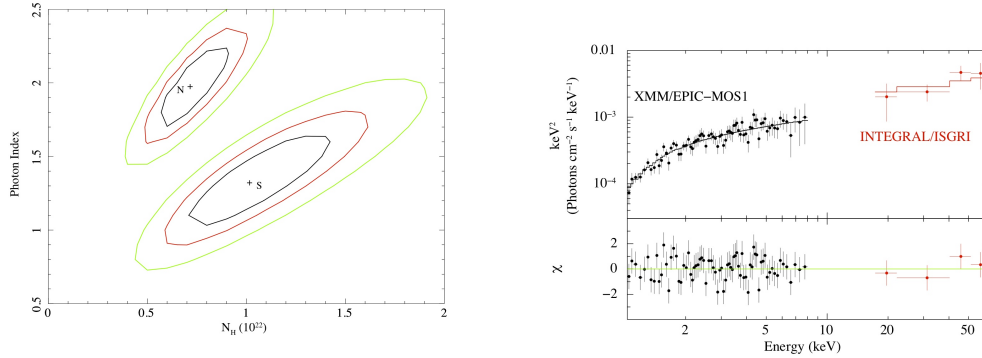 2.5
2
1.5
1
0.5
Photon Index
N
S
0
0.5
1
1.5
2
N_H (10^22)
0.01
10^−3
10^−4
keV^2
(Photons cm^−2 s^−1 keV^−1)
XMM/EPIC−MOS1
INTEGRAL/ISGRI
2
0
−2
χ
2
5
10
20
50
Energy (keV)